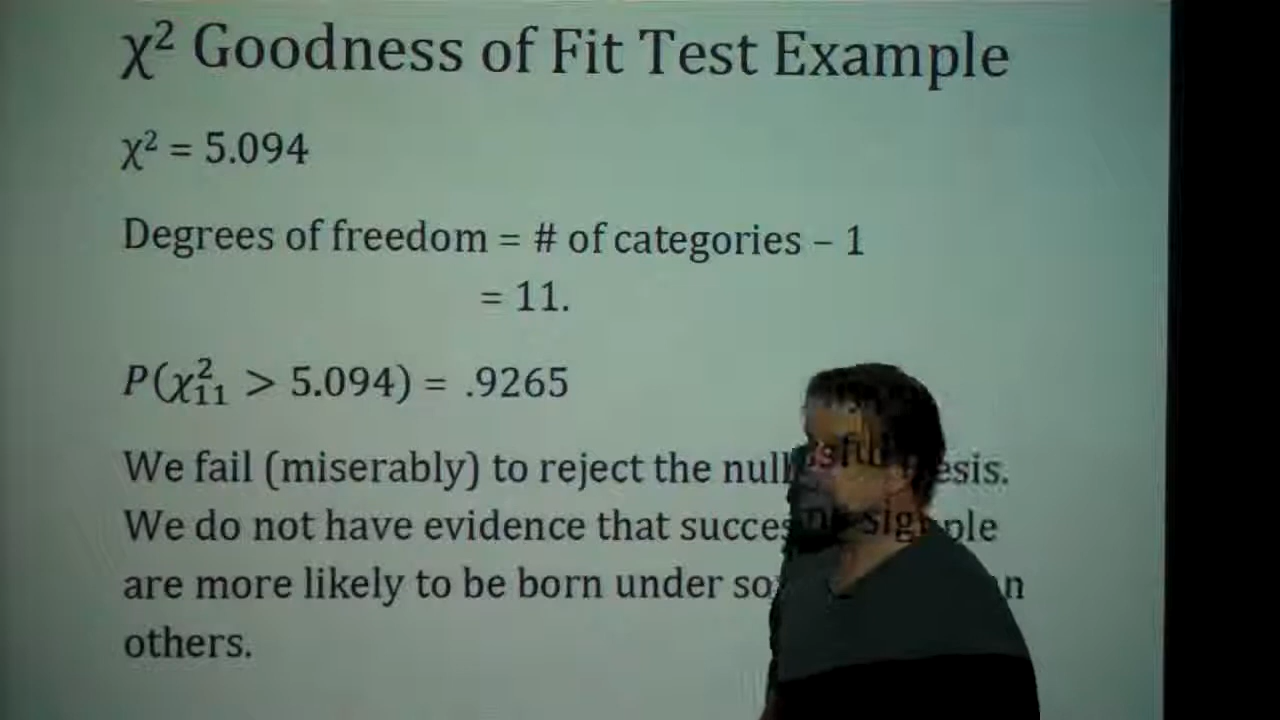 χ² Goodness of Fit Test Example
χ² = 5.094
Degrees of freedom = # of categories – 1
= 11.
P(χ²₁₁ > 5.094) = .9265
We fail (miserably) to reject the null
We do not have evidence that
are more likely to be born under
others.